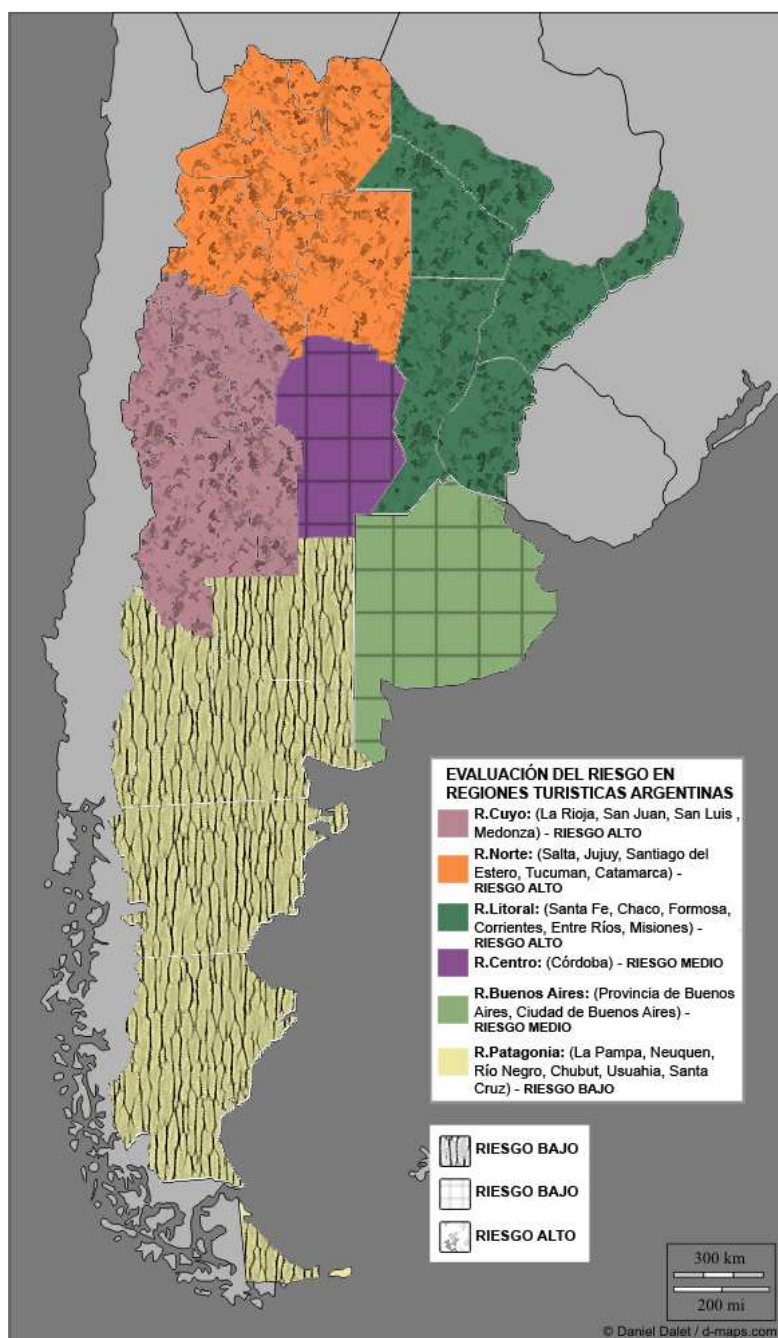 EVALUACIÓN DEL RIESGO EN
REGIONES TURISTICAS ARGENTINAS
R.Cuyo: (La Rioja, San Juan, San Luis ,
Medonza) - RIESGO ALTO
R.Norte: (Salta, Jujuy, Santiago del
Estero, Tucuman, Catamarca) -
RIESGO ALTO
R.Litoral: (Santa Fe, Chaco, Formosa,
Corrientes, Entre Ríos, Misiones) -
RIESGO ALTO
R.Centro: (Córdoba) - RIESGO MEDIO
R.Buenos Aires: (Provincia de Buenos
Aires, Ciudad de Buenos Aires) -
RIESGO MEDIO
R.Patagonia: (La Pampa, Neuquen,
Río Negro, Chubut, Usuahia, Santa
Cruz) - RIESGO BAJO
RIESGO BAJO
RIESGO BAJO
RIESGO ALTO
300 km
200 mi
© Daniel Dalet / d-maps.com